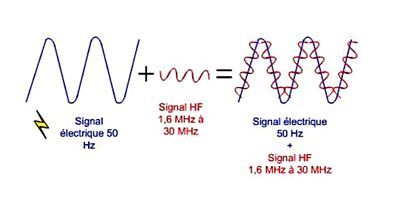 +
=
Signal
électrique 50
Hz
Signal HF
1,6 MHz à
30 MHz
Signal électrique
50 Hz
+
Signal HF
1,6 MHz à 30 MHz